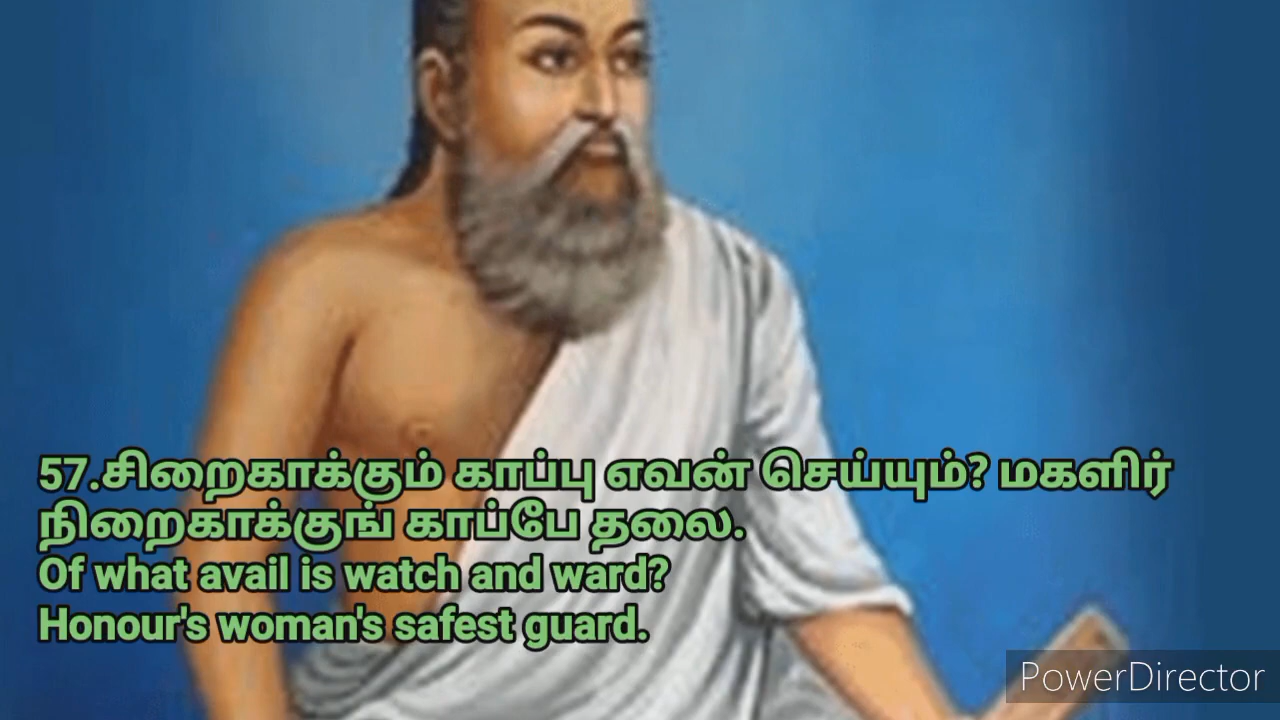 57.சிறைகாக்கும் காப்பு எவன் செய்யும்? மகளிர்
நிறைகாக்குங் காப்பே தலை.
Of what avail is watch and ward?
Honour's woman's safest guard.
PowerDirector